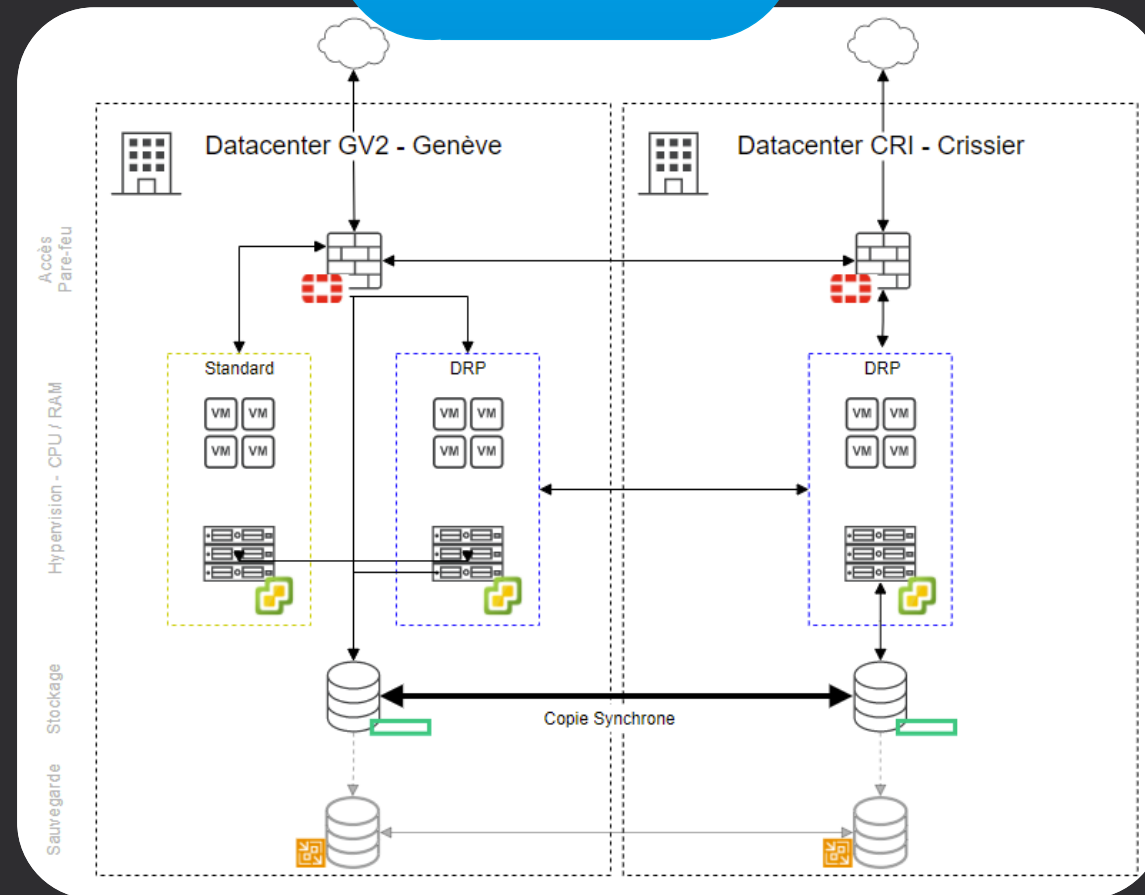 Datacenter GV2 - Genève
Datacenter CRI - Crissier
Accès
Pare-feu
Standard
DRP
DRP
VM VM
VM VM
VM VM
VM VM
VM VM
VM VM
Hypervision - CPU / RAM
Stockage
Copie Synchrone
Sauvegarde